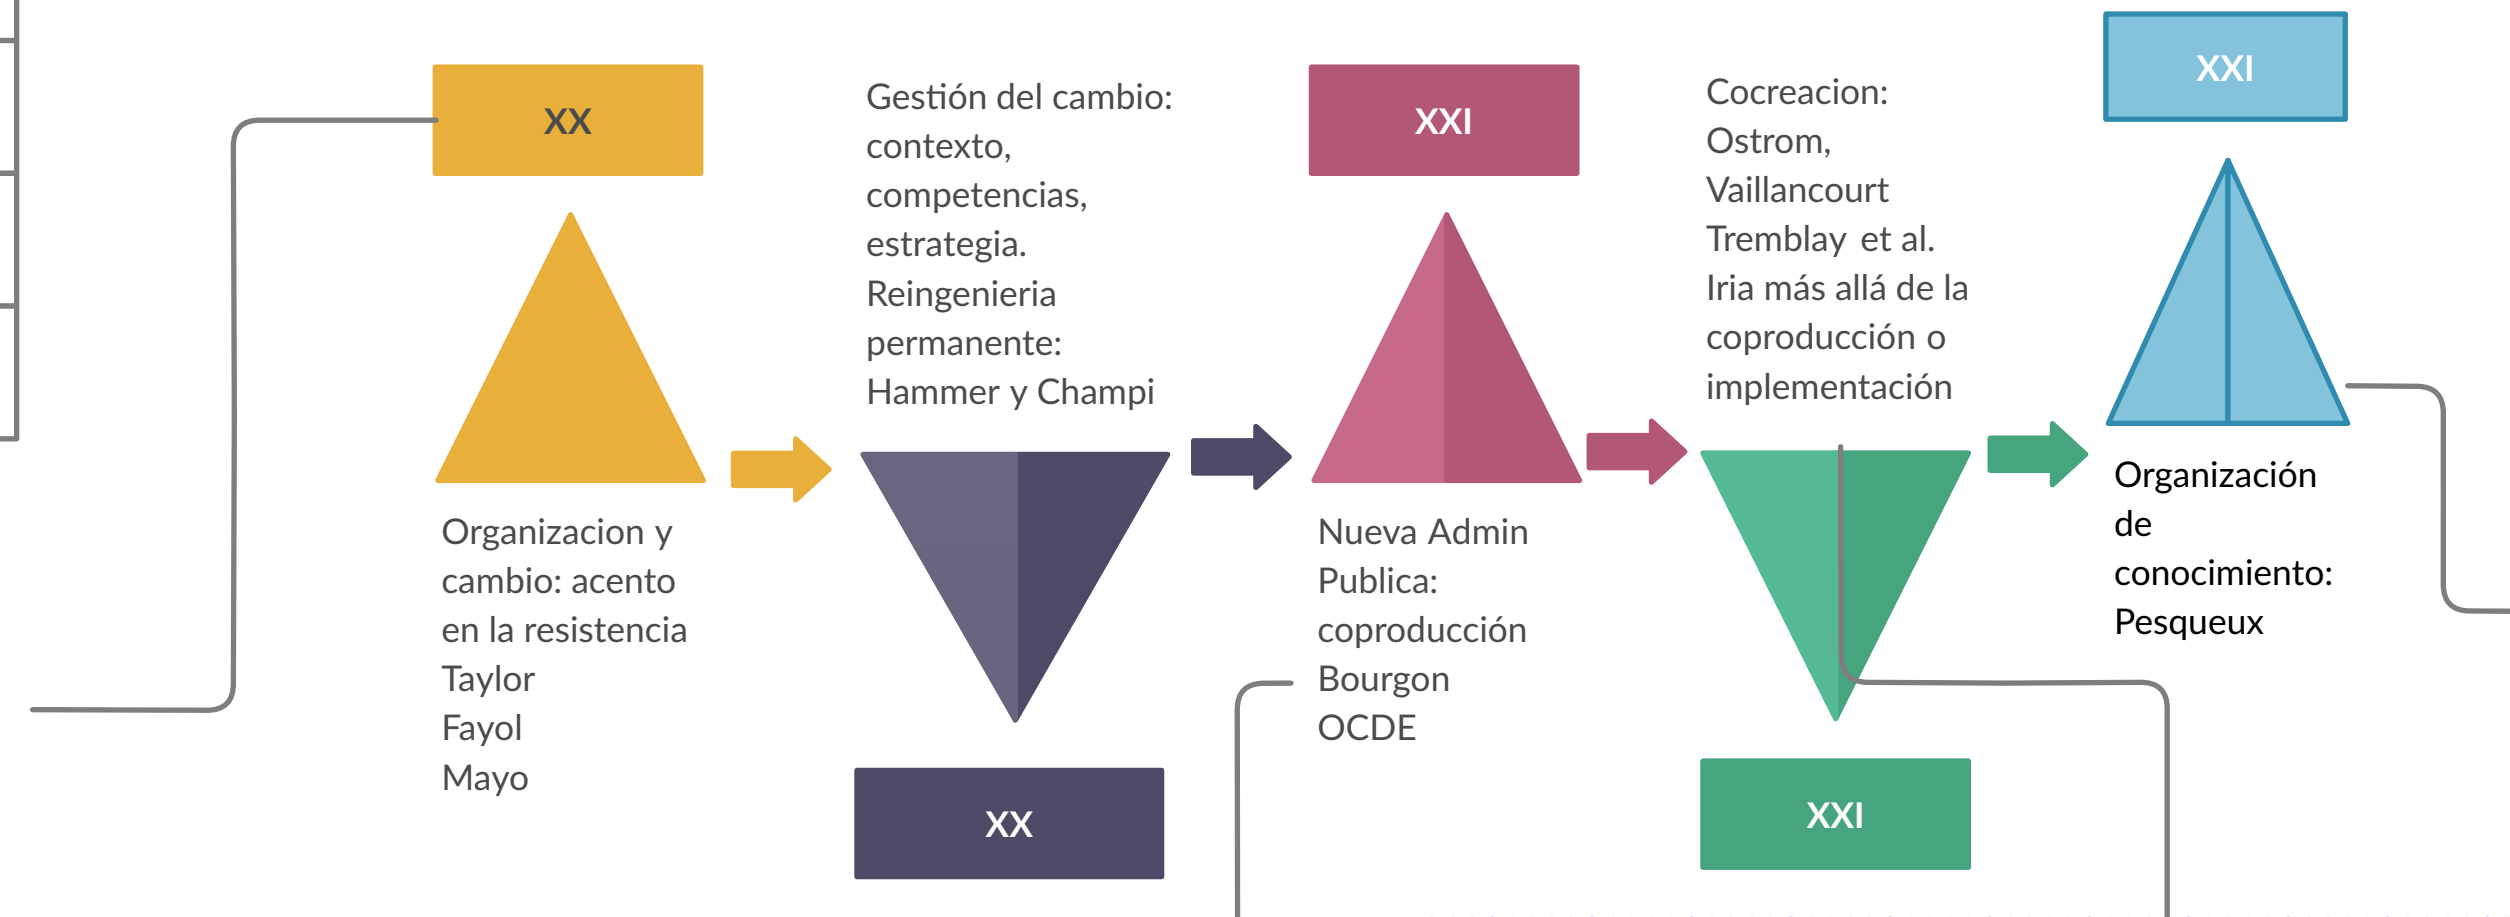 XX
Organizacion y
cambio: acento
en la resistencia
Taylor
Fayol
Mayo
Gestión del cambio:
contexto,
competencias,
estrategia.
Reingenieria
permanente:
Hammer y Champi
XX
XXI
Nueva Admin
Publica:
coproducción
Bourgon
OCDE
Cocreacion:
Ostrom,
Vaillancourt
Tremblay et al.
Iria más allá de la
coproducción o
implementación
XXI
XXI
Organización
de
conocimiento:
Pesqueux